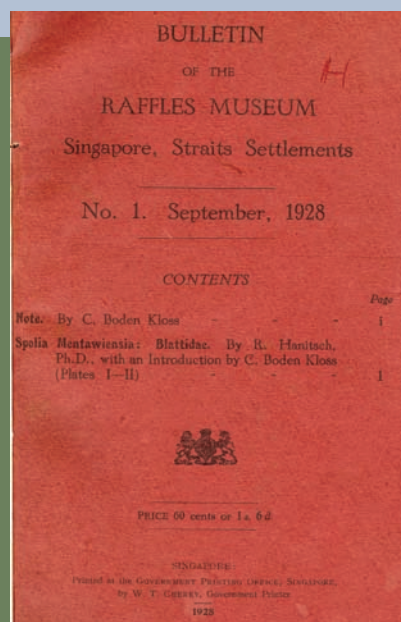 BULLETIN
OF THE
RAFFLES MUSEUM
Singapore, Straits Settlements
No. 1. September, 1928
CONTENTS
Page
Note. By C. Boden Kloss - - - i
Spolia Mentawiensia: Blattidae. By R. Hanitsch,
Ph.D., with an Introduction by C. Boden Kloss
(Plates I—II) - - - 1
PRICE 60 cents or 1s. 6d
SINGAPORE
Printed at the GOVERNMENT PRINTING OFFICE, SINGAPORE,
by W. T. CHERRY, Government Printer
1928